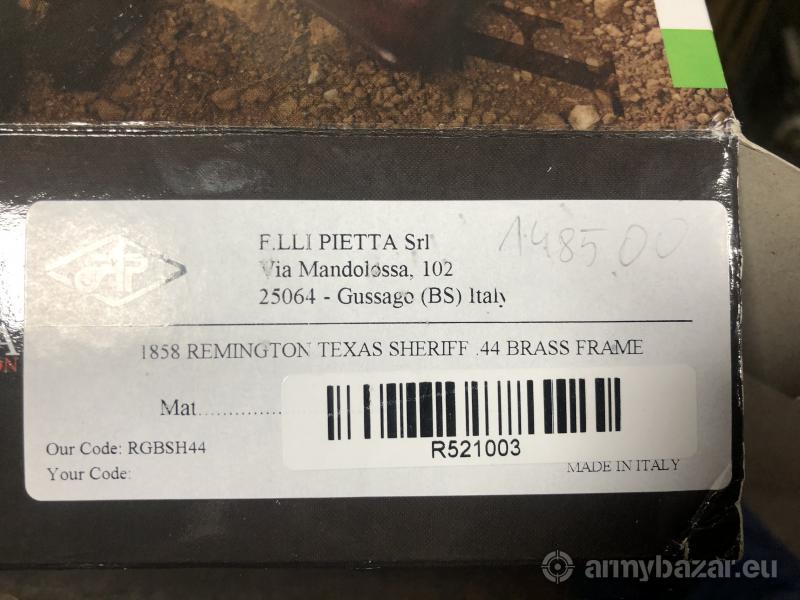 F.LLI PIETTA Srl
1485.00
Via Mandolossa, 102
25064 - Gussago (BS) Italy
1858 REMINGTON TEXAS SHERIFF .44 BRASS FRAME
Mat..............
R521003
Our Code: RGBSH44
Your Code:
MADE IN ITALY
armybazar.eu